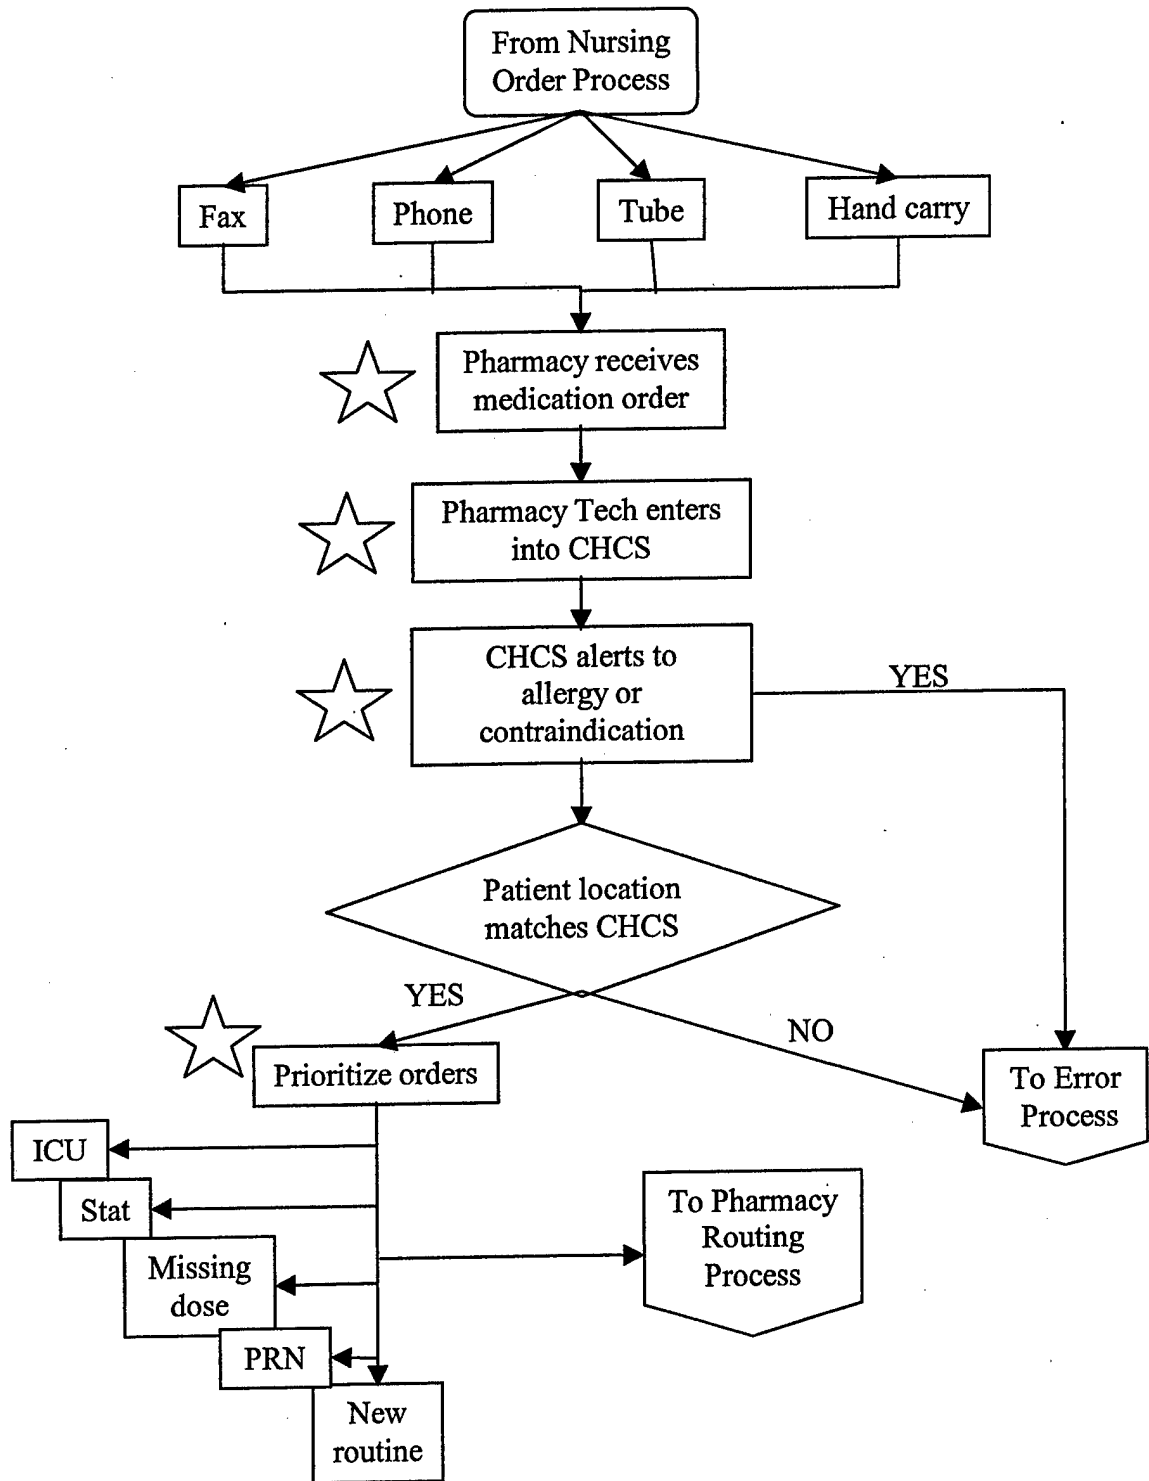 From Nursing
Order Process
Fax
Phone
Tube
Hand carry
Pharmacy receives
medication order
Pharmacy Tech enters
into CHCS
CHCS alerts to
allergy or
contraindication
YES
Patient location
matches CHCS
YES
NO
Prioritize orders
To Error
Process
ICU
Stat
To Pharmacy
Routing
Process
Missing
dose
PRN
New
routine